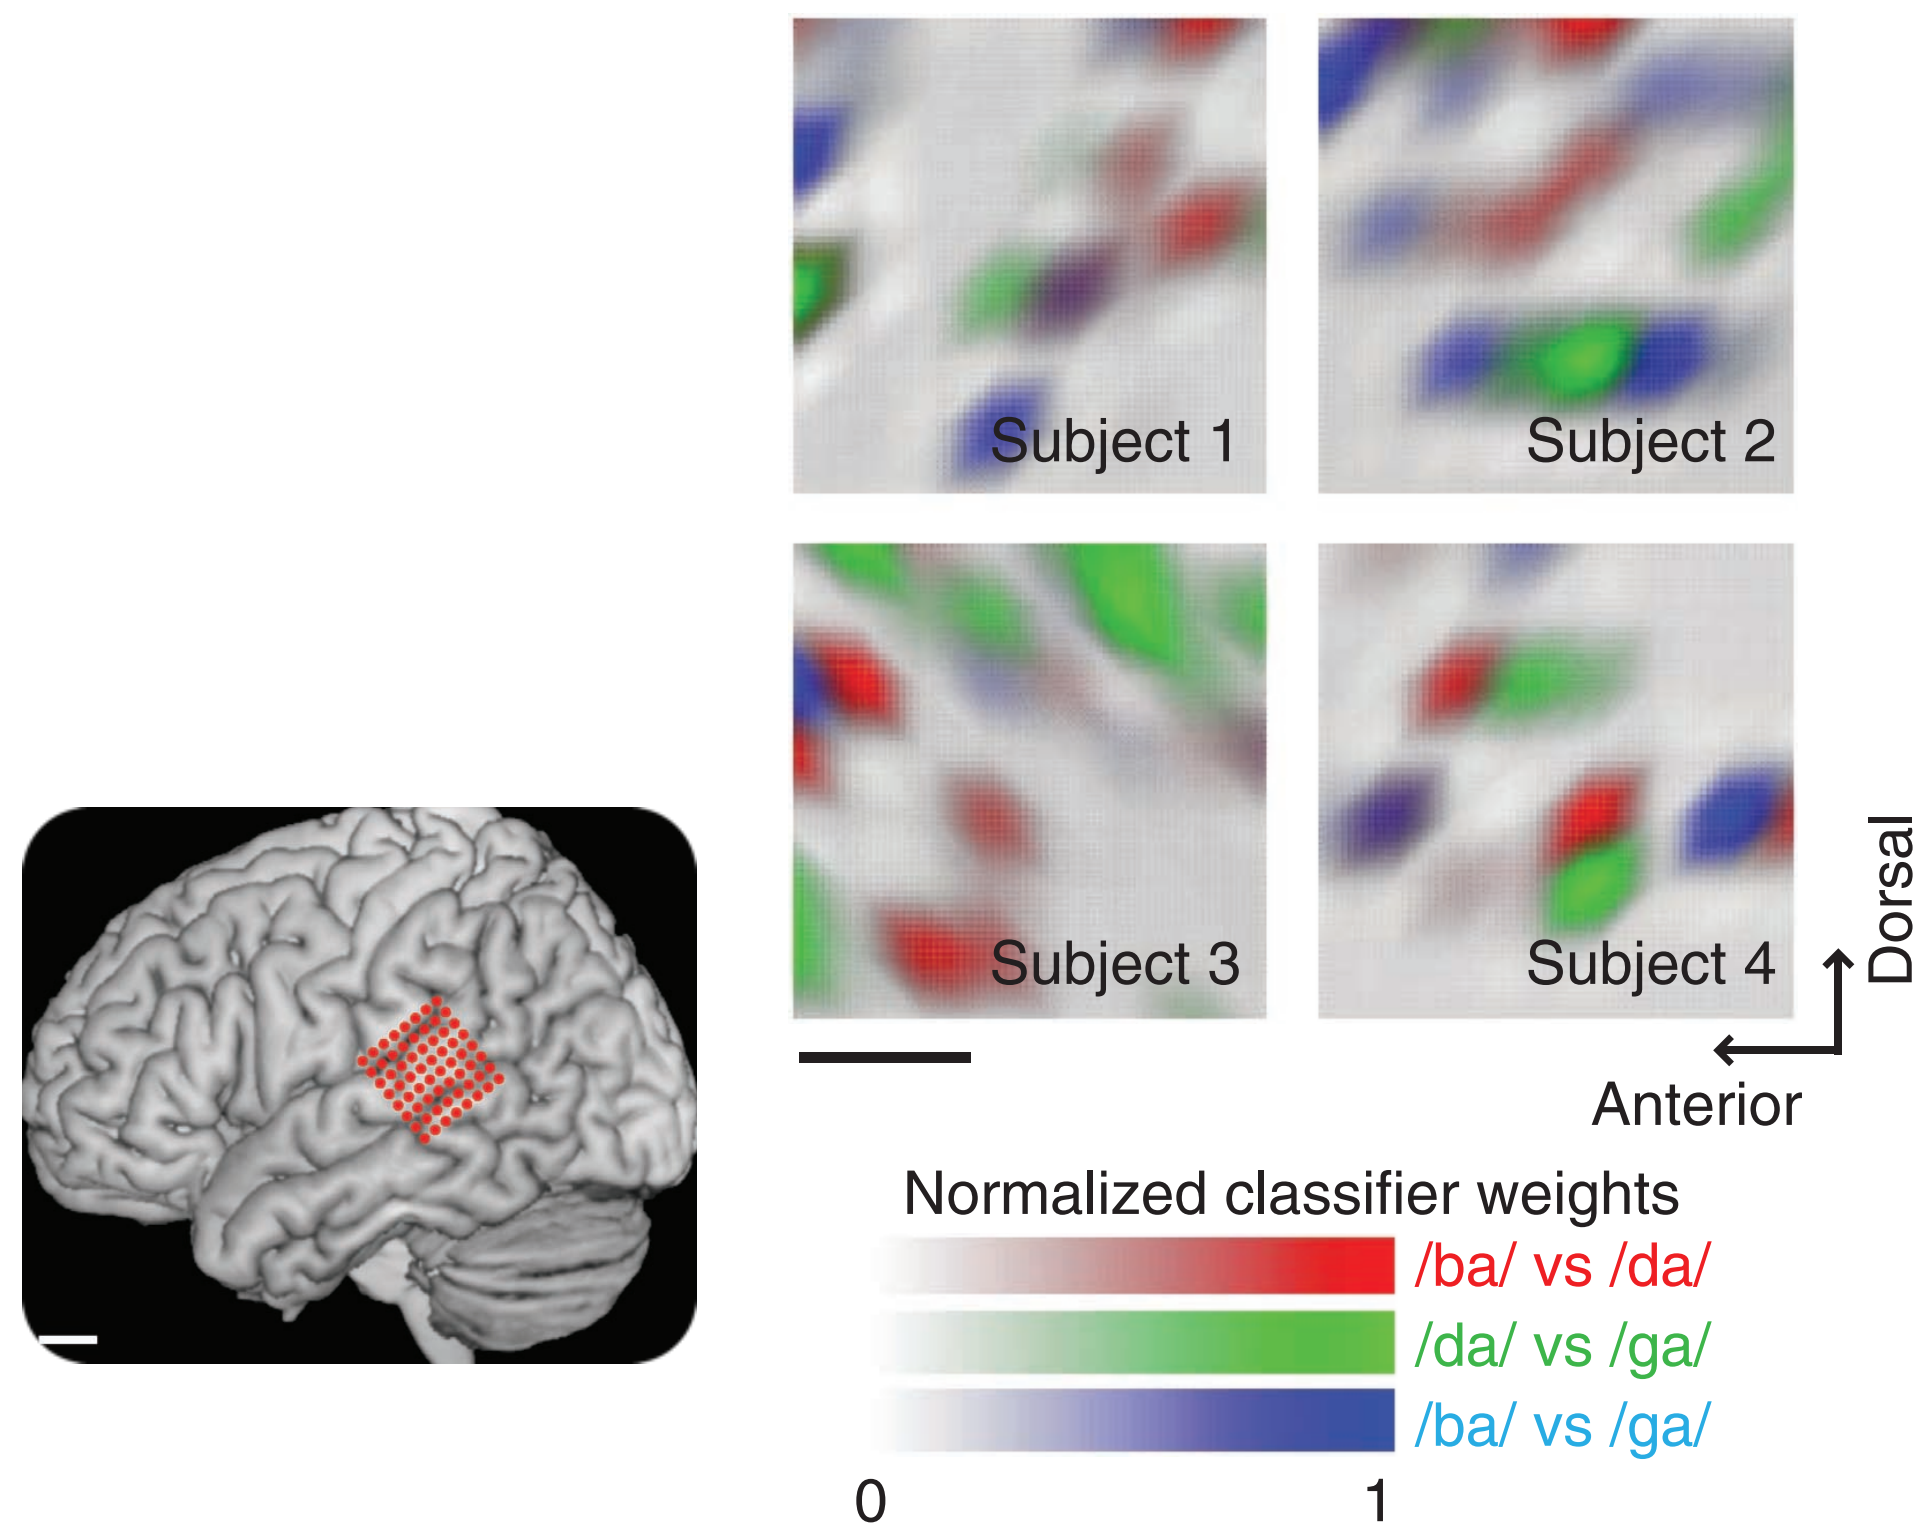 Subject 1
Subject 2
Subject 3
Subject 4
Dorsal
Anterior
Normalized classifier weights
/ba/ vs /da/
/da/ vs /ga/
/ba/ vs /ga/
0 1